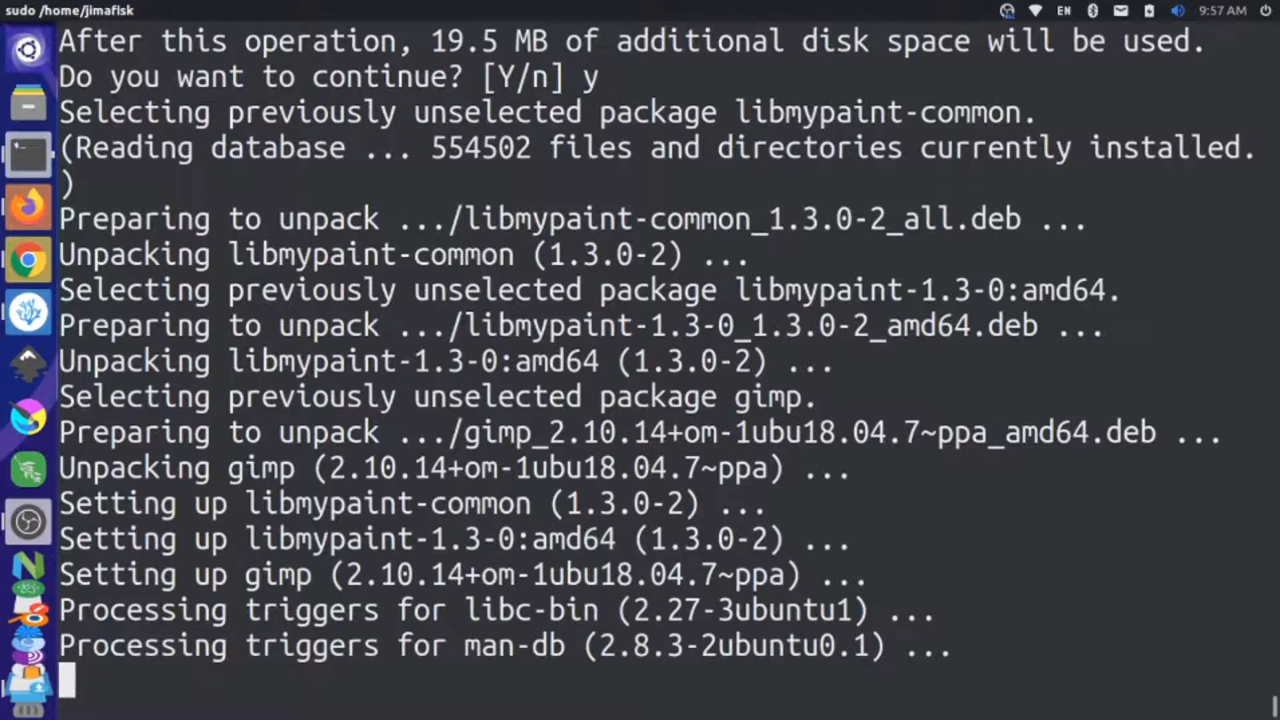 sudo /home/jimafisk
EN
9:57 AM
After this operation, 19.5 MB of additional disk space will be used.
Do you want to continue? [Y/n] y
Selecting previously unselected package libmypaint-common.
(Reading database ... 554502 files and directories currently installed.
)
Preparing to unpack .../libmypaint-common_1.3.0-2_all.deb ...
Unpacking libmypaint-common (1.3.0-2) ...
Selecting previously unselected package libmypaint-1.3-0:amd64.
Preparing to unpack .../libmypaint-1.3-0_1.3.0-2_amd64.deb ...
Unpacking libmypaint-1.3-0:amd64 (1.3.0-2) ...
Selecting previously unselected package gimp.
Preparing to unpack .../gimp_2.10.14+om-1ubu18.04.7~ppa_amd64.deb ...
Unpacking gimp (2.10.14+om-1ubu18.04.7~ppa) ...
Setting up libmypaint-common (1.3.0-2) ...
Setting up libmypaint-1.3-0:amd64 (1.3.0-2) ...
Setting up gimp (2.10.14+om-1ubu18.04.7~ppa) ...
Processing triggers for libc-bin (2.27-3ubuntu1) ...
Processing triggers for man-db (2.8.3-2ubuntu0.1) ...